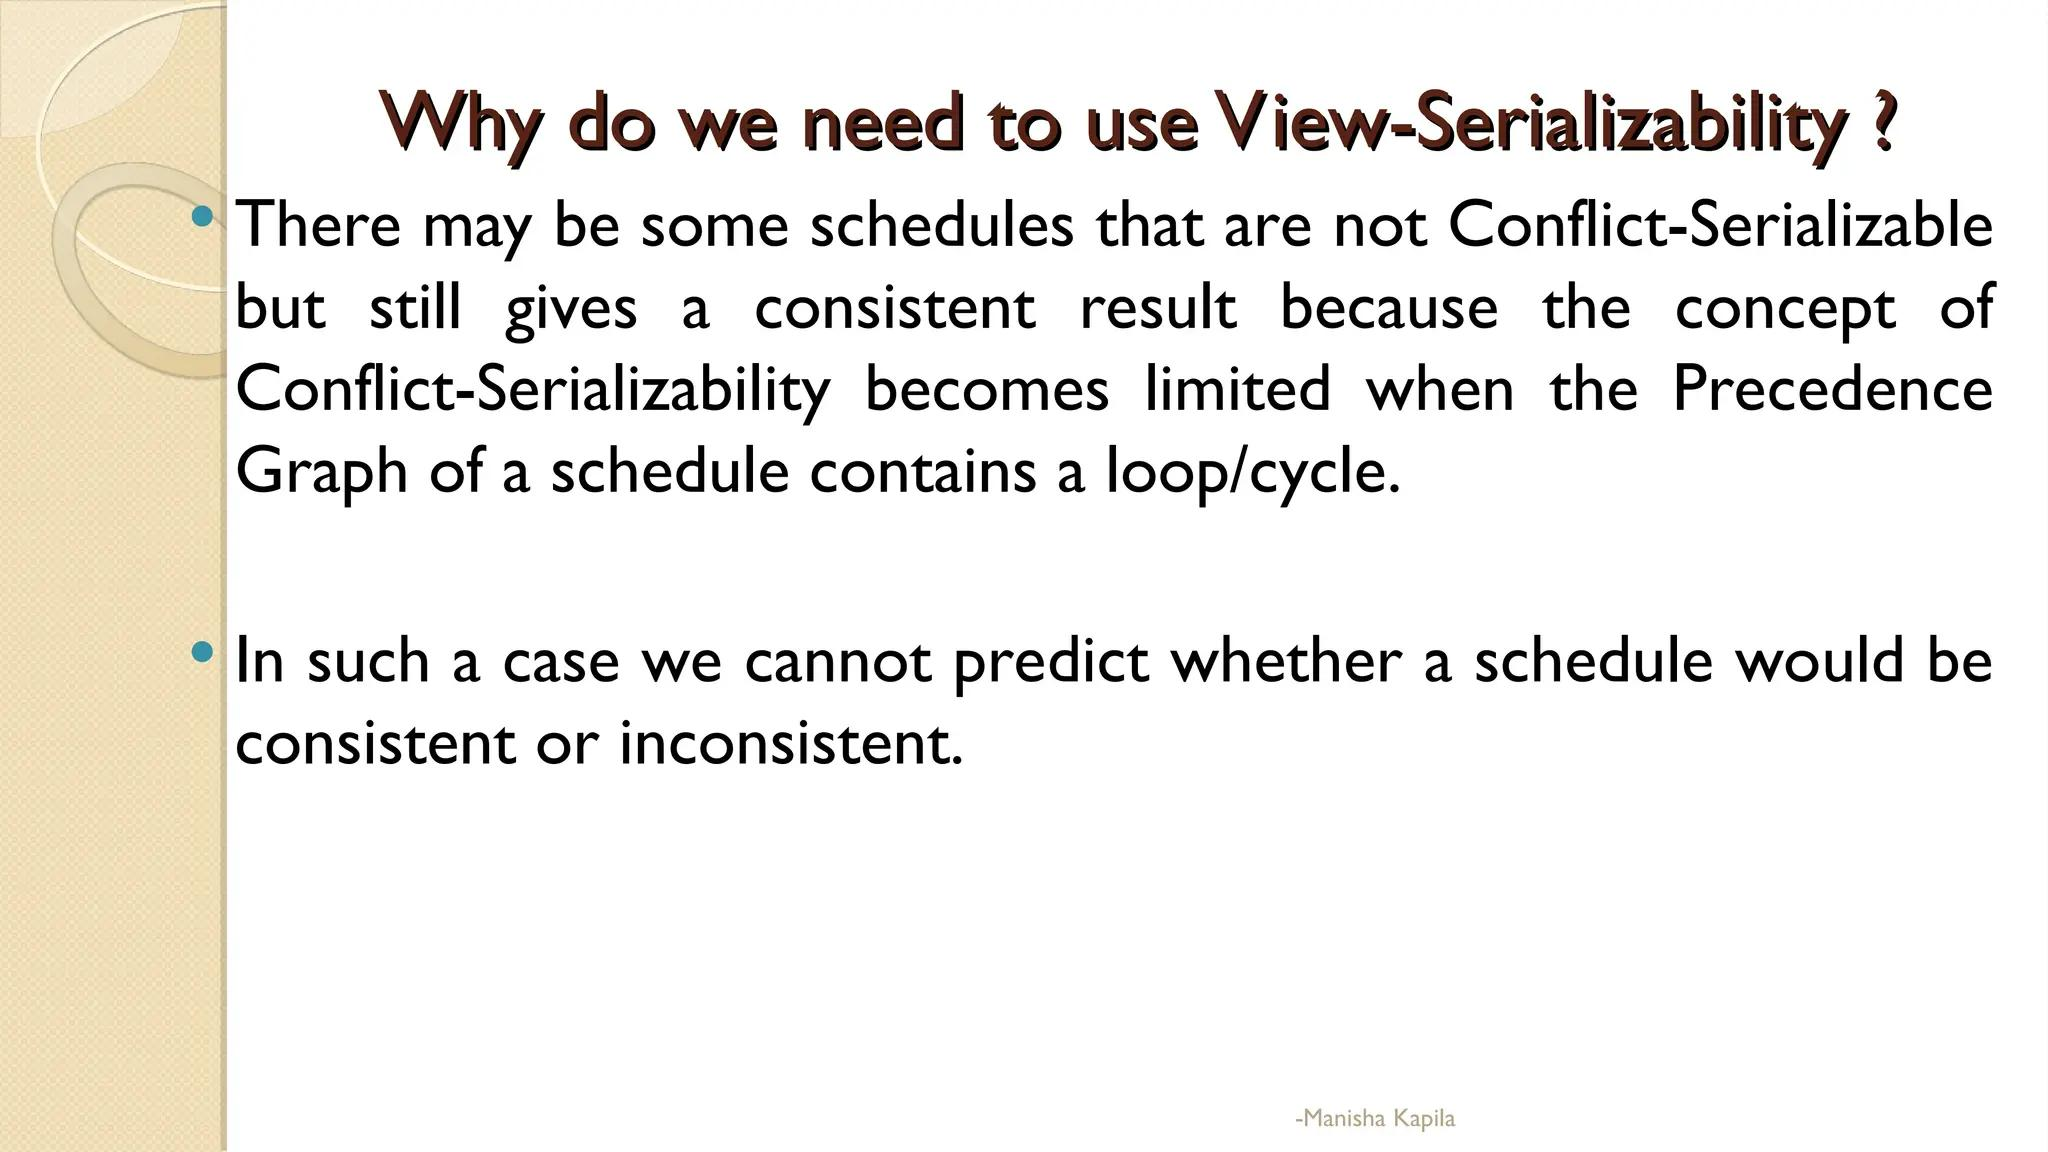 Why do we need to use View-Serializability ?
• There may be some schedules that are not Conflict-Serializable
but still gives a consistent result because the concept of
Conflict-Serializability becomes limited when the Precedence
Graph of a schedule contains a loop/cycle.
• In such a case we cannot predict whether a schedule would be
consistent or inconsistent.
-Manisha Kapila